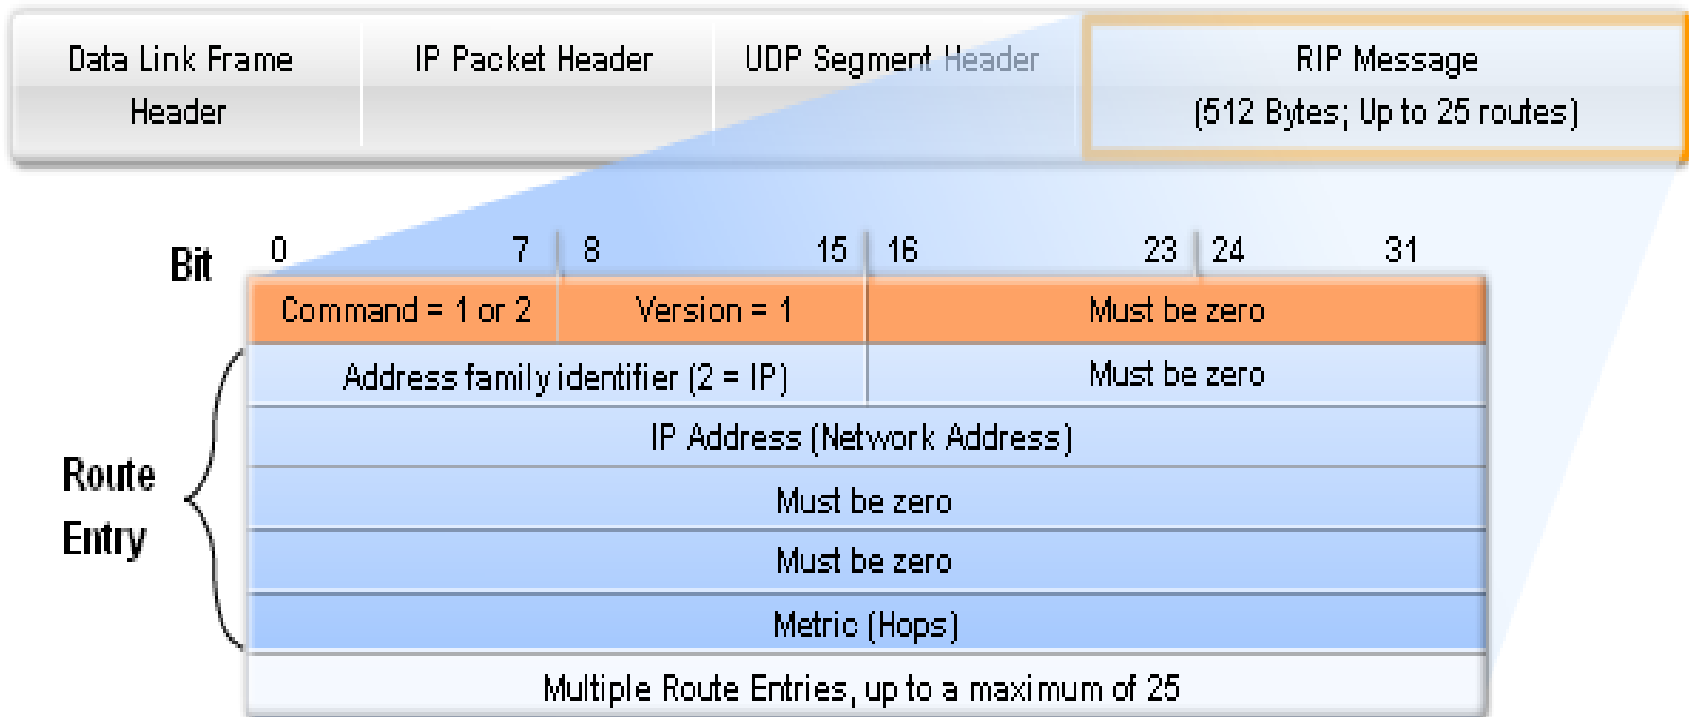 Data Link Frame
Header
IP Packet Header
UDP Segment Header
RIP Message
(512 Bytes; Up to 25 routes)
Bit
0 7 8 15 16 23 24 31
Command = 1 or 2
Version = 1
Must be zero
Route
Entry
Address family identifier (2 = IP)
Must be zero
IP Address (Network Address)
Must be zero
Must be zero
Metric (Hops)
Multiple Route Entries, up to a maximum of 25